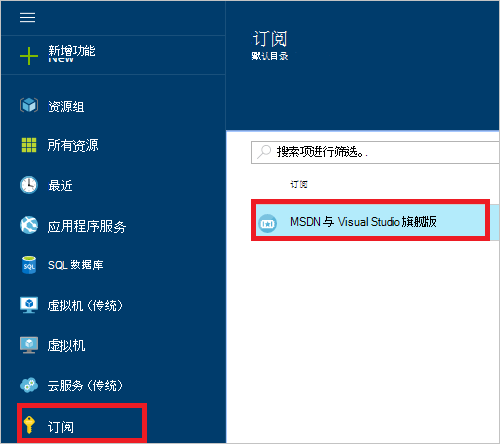 新增功能
New
资源组
所有资源
最近
应用程序服务
SQL 数据库
虚拟机 (传统)
虚拟机
云服务 (传统)
订阅
订阅
默认目录
搜索项进行筛选。.
订阅
MSDN 与 Visual Studio 旗舰版